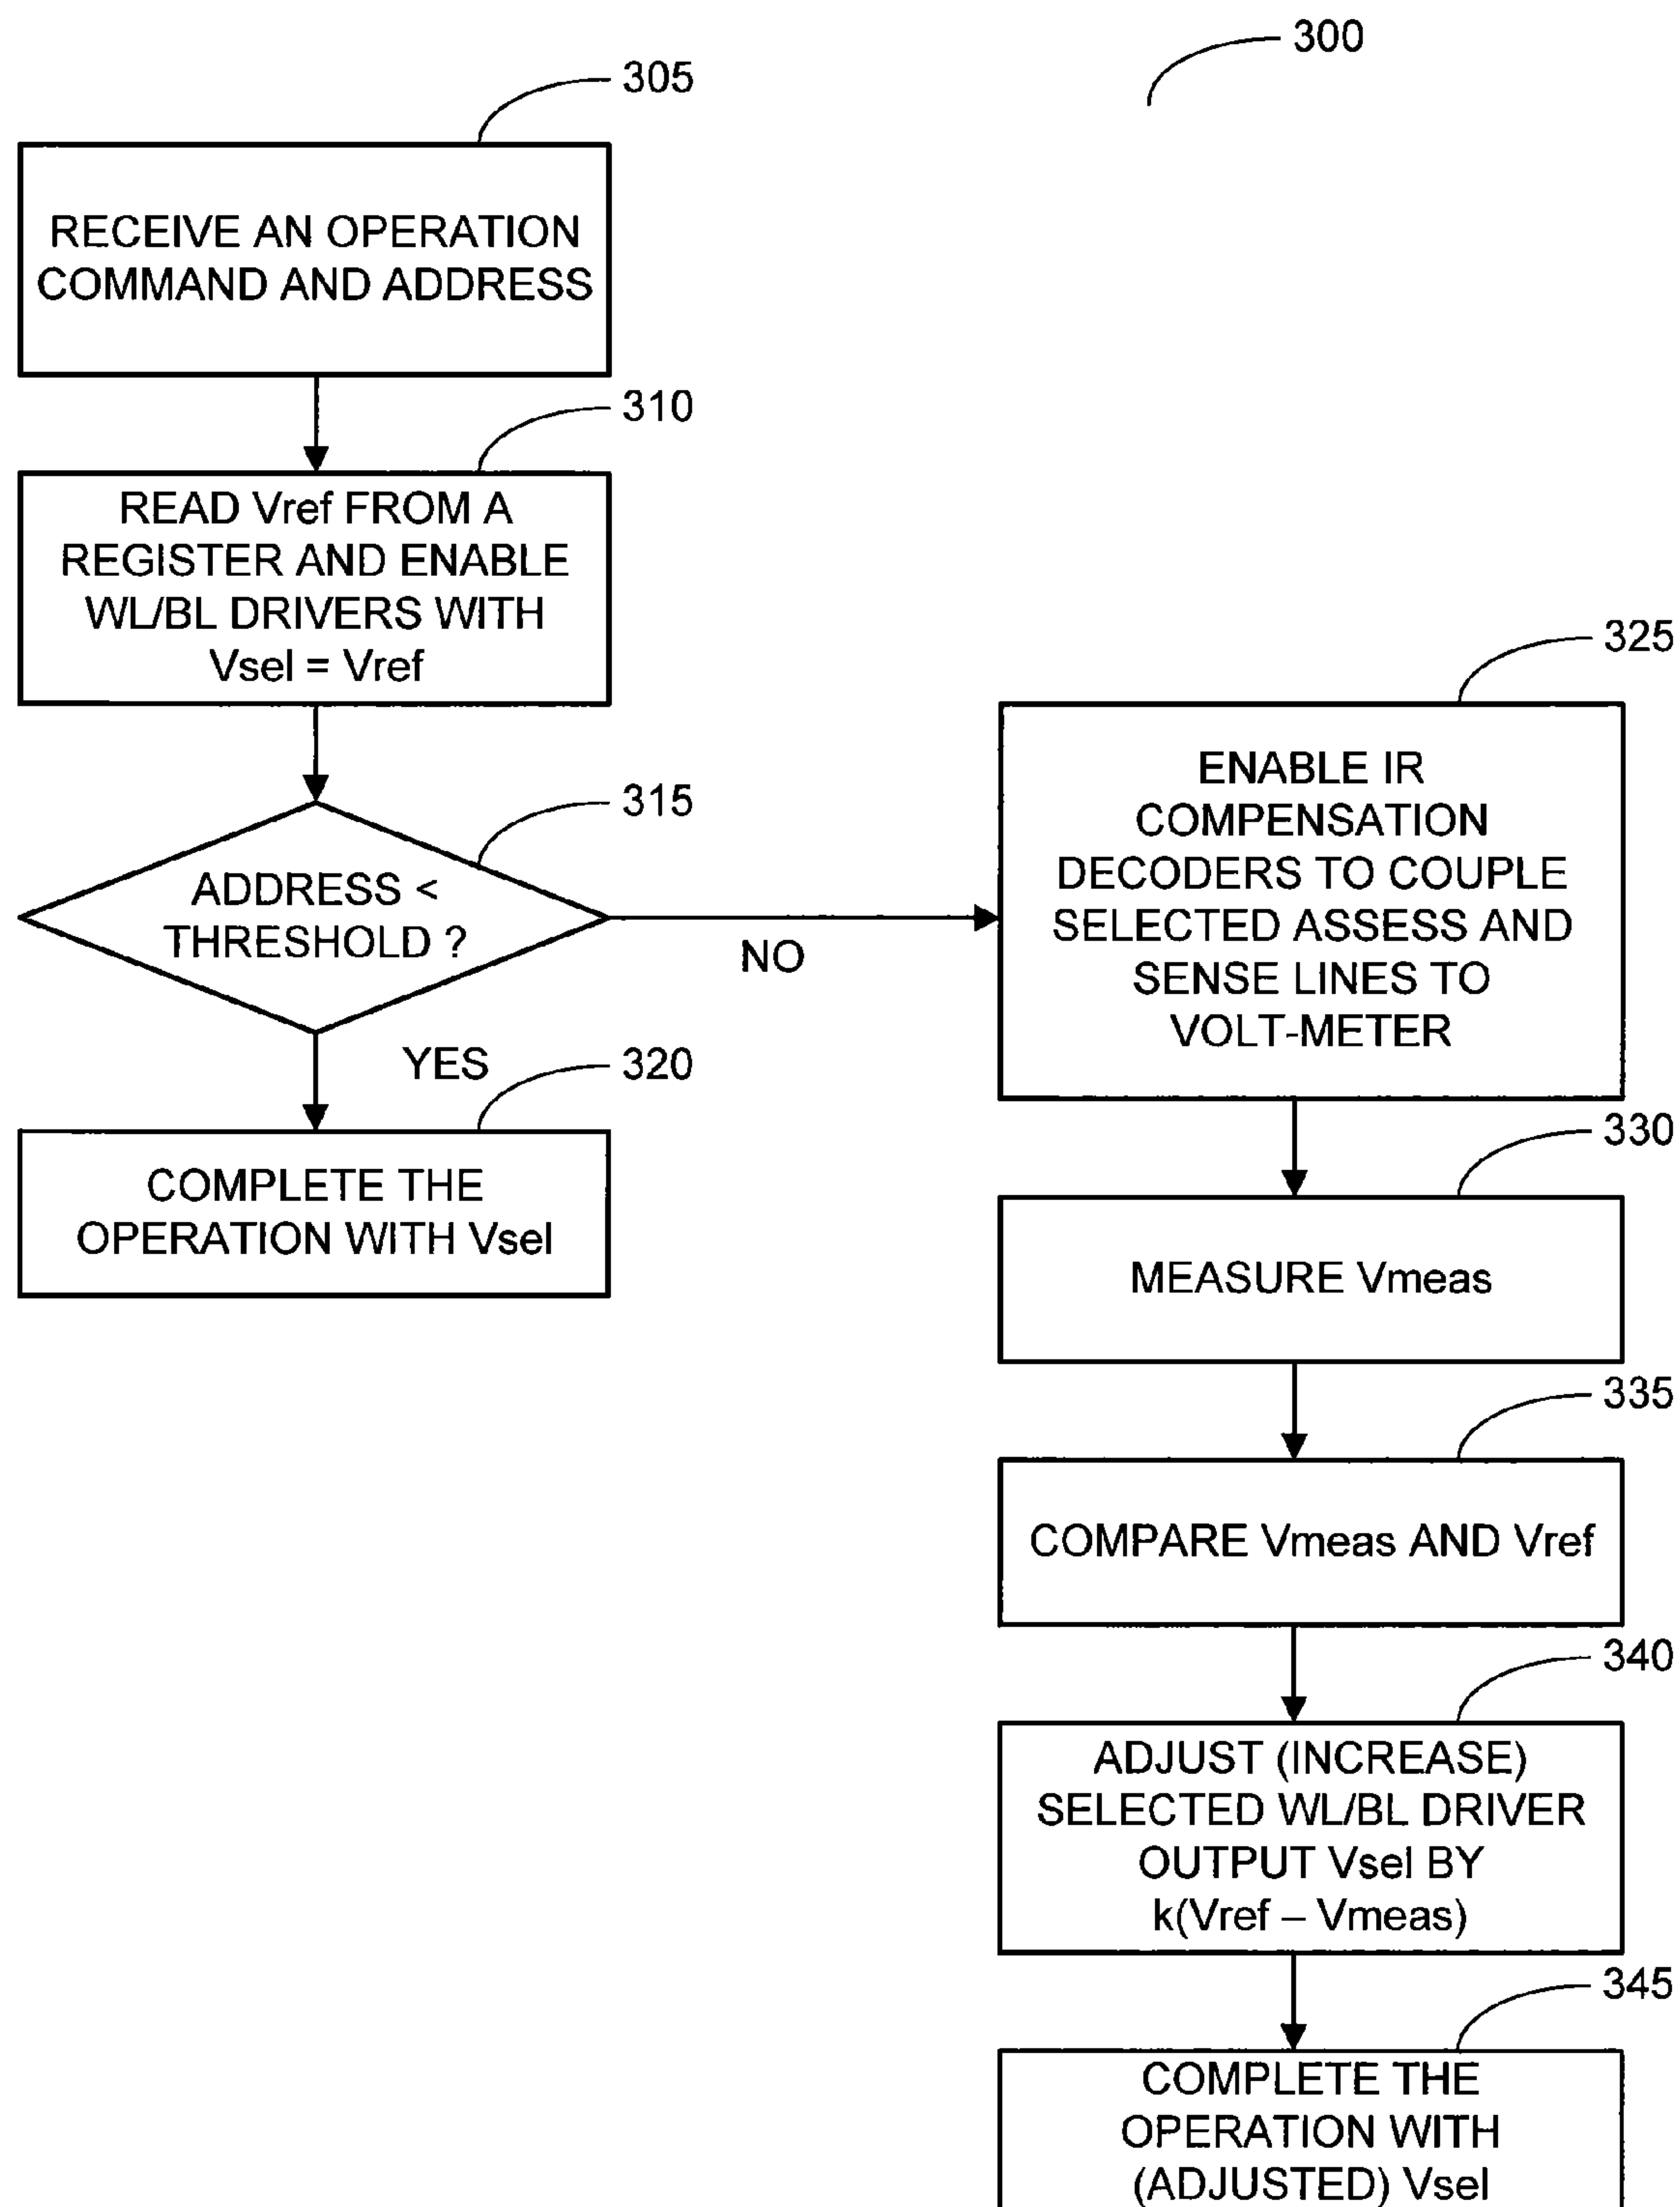 300
305
RECEIVE AN OPERATION
COMMAND AND ADDRESS
310
READ Vref FROM A
REGISTER AND ENABLE
WL/BL DRIVERS WITH
Vsel = Vref
315
ADDRESS <
THRESHOLD ?
NO
YES
320
COMPLETE THE
OPERATION WITH Vsel
325
ENABLE IR
COMPENSATION
DECODERS TO COUPLE
SELECTED ASSESS AND
SENSE LINES TO
VOLT-METER
330
MEASURE Vmeas
335
COMPARE Vmeas AND Vref
340
ADJUST (INCREASE)
SELECTED WL/BL DRIVER
OUTPUT Vsel BY
k(Vref – Vmeas)
345
COMPLETE THE
OPERATION WITH
(ADJUSTED) Vsel